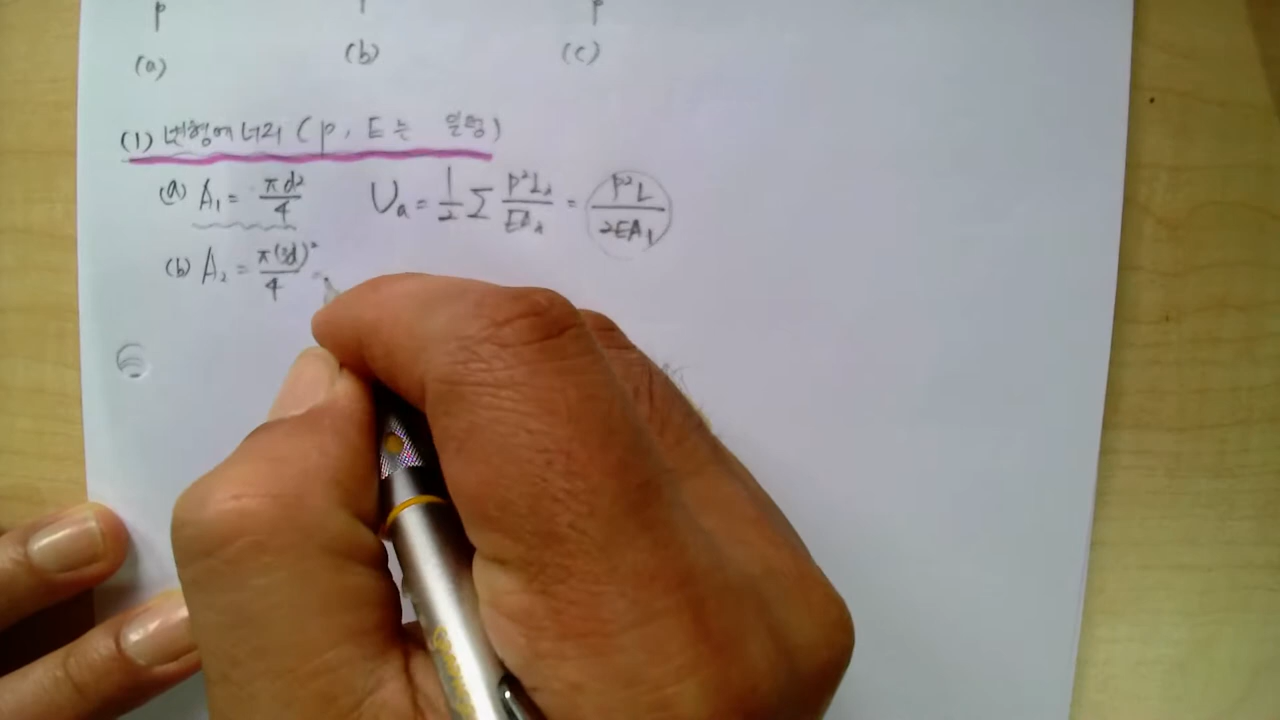 p p
(a) (b) (c)
(1) 변형에너지 (P, E는 일정)
(a) A₁ = πd²/4 Uₐ = 1/2 Σ P²Lᵢ/EAᵢ = P²L/2EA₁
(b) A₂ = π(3d)²/4 =